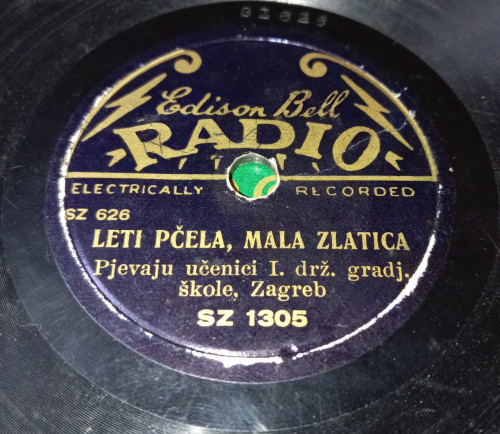 Edison Bell
RADIO
ELECTRICALLY RECORDED
SZ 626
LETI PČELA, MALA ZLATICA
Pjevaju učenici I. drž. gradj.
škole, Zagreb
SZ 1305